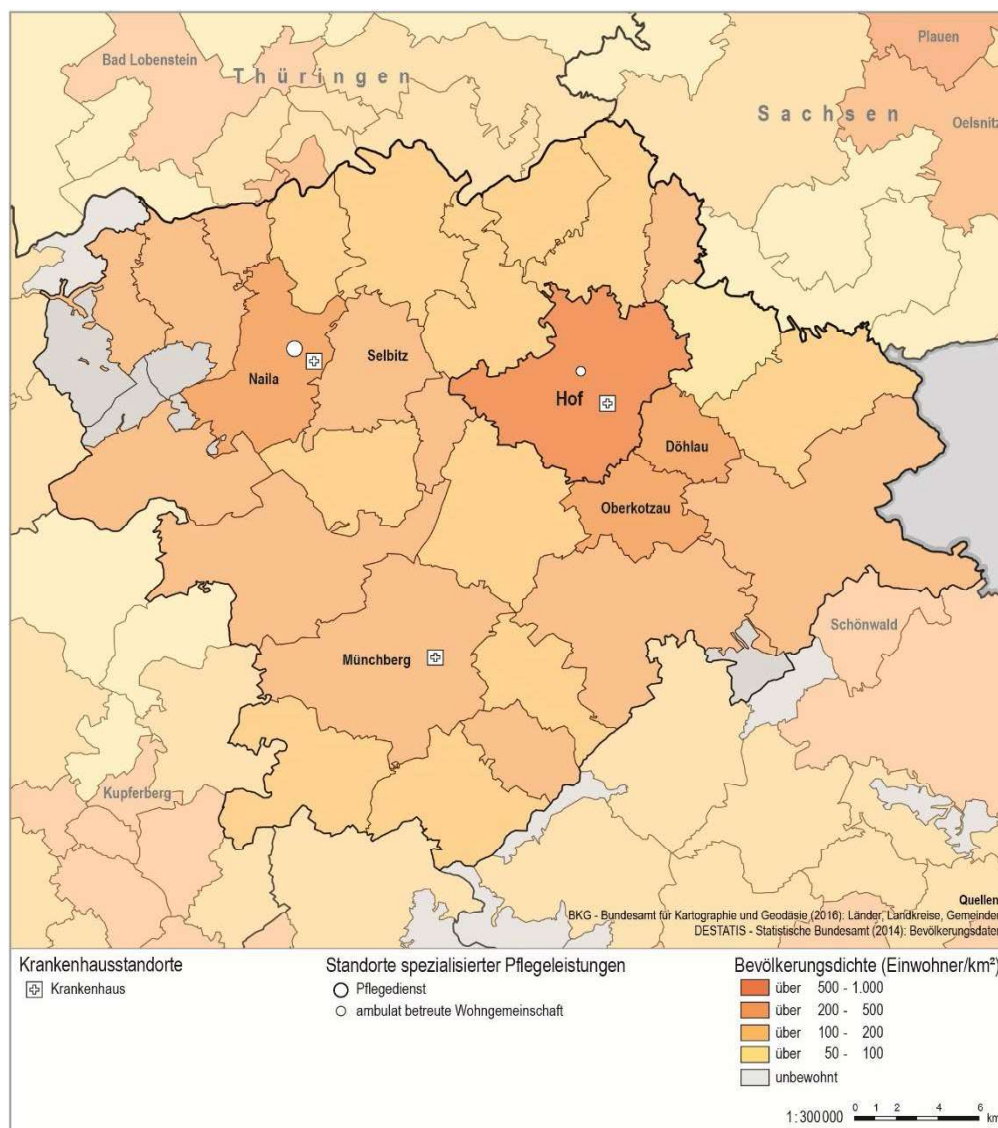 Plauen
Bad Lobenstein
Thüringen
Sachsen
Oelsnitz
Selbitz
Naila
Hof
Döhlau
Oberkotzau
Schönwald
Münchberg
Kupferberg
Quellen
BKG - Bundesamt für Kartographie und Geodäsie (2016): Länder, Landkreise, Gemeinden
DESTATIS - Statistische Bundesamt (2014): Bevölkerungsdaten
Krankenhausstandorte
Krankenhaus
Standorte spezialisierter Pflegeleistungen
Pflegedienst
ambulat betreute Wohngemeinschaft
Bevölkerungsdichte (Einwohner/km²)
über 500 - 1.000
über 200 - 500
über 100 - 200
über 50 - 100
unbewohnt
1:300000 0 1 2 4 6
km